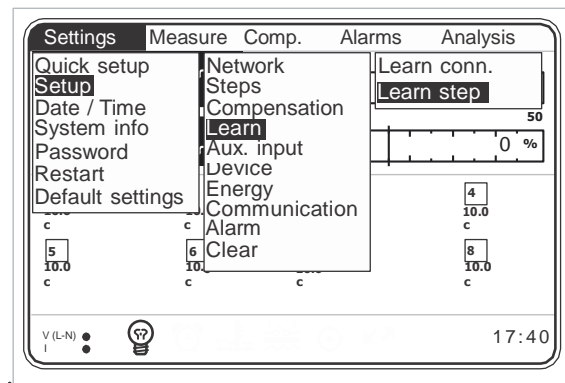 Settings Measure Comp. Alarms Analysis
Quick setup
Setup
Date / Time
System info
Password
Restart
Default settings
Network
Steps
Compensation
Learn
Aux. input
Device
Energy
Communication
Alarm
Clear
Learn conn.
Learn step
50
0 %
4
10.0
c
c
c
5 6 8
10.0 10.0
c c c c
V (L-N)
I
17:40